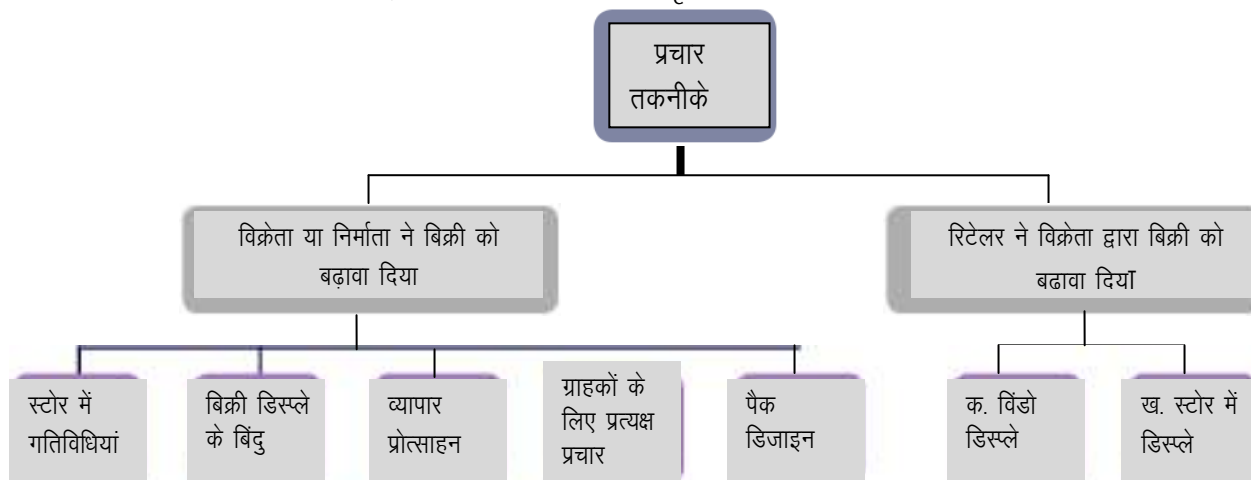 प्रचार
तकनीके
विक्रेता या निर्माता ने बिक्री को
बढ़ावा दिया
रिटेलर ने विक्रेता द्वारा बिक्री को
बढावा दिया
स्टोर में
गतिविधियां
बिक्री डिस्प्ले
के बिंदु
व्यापार
प्रोत्साहन
ग्राहकों के
लिए प्रत्यक्ष
प्रचार
पैक
डिजाइन
क. विंडो
डिस्प्ले
ख. स्टोर में
डिस्प्ले